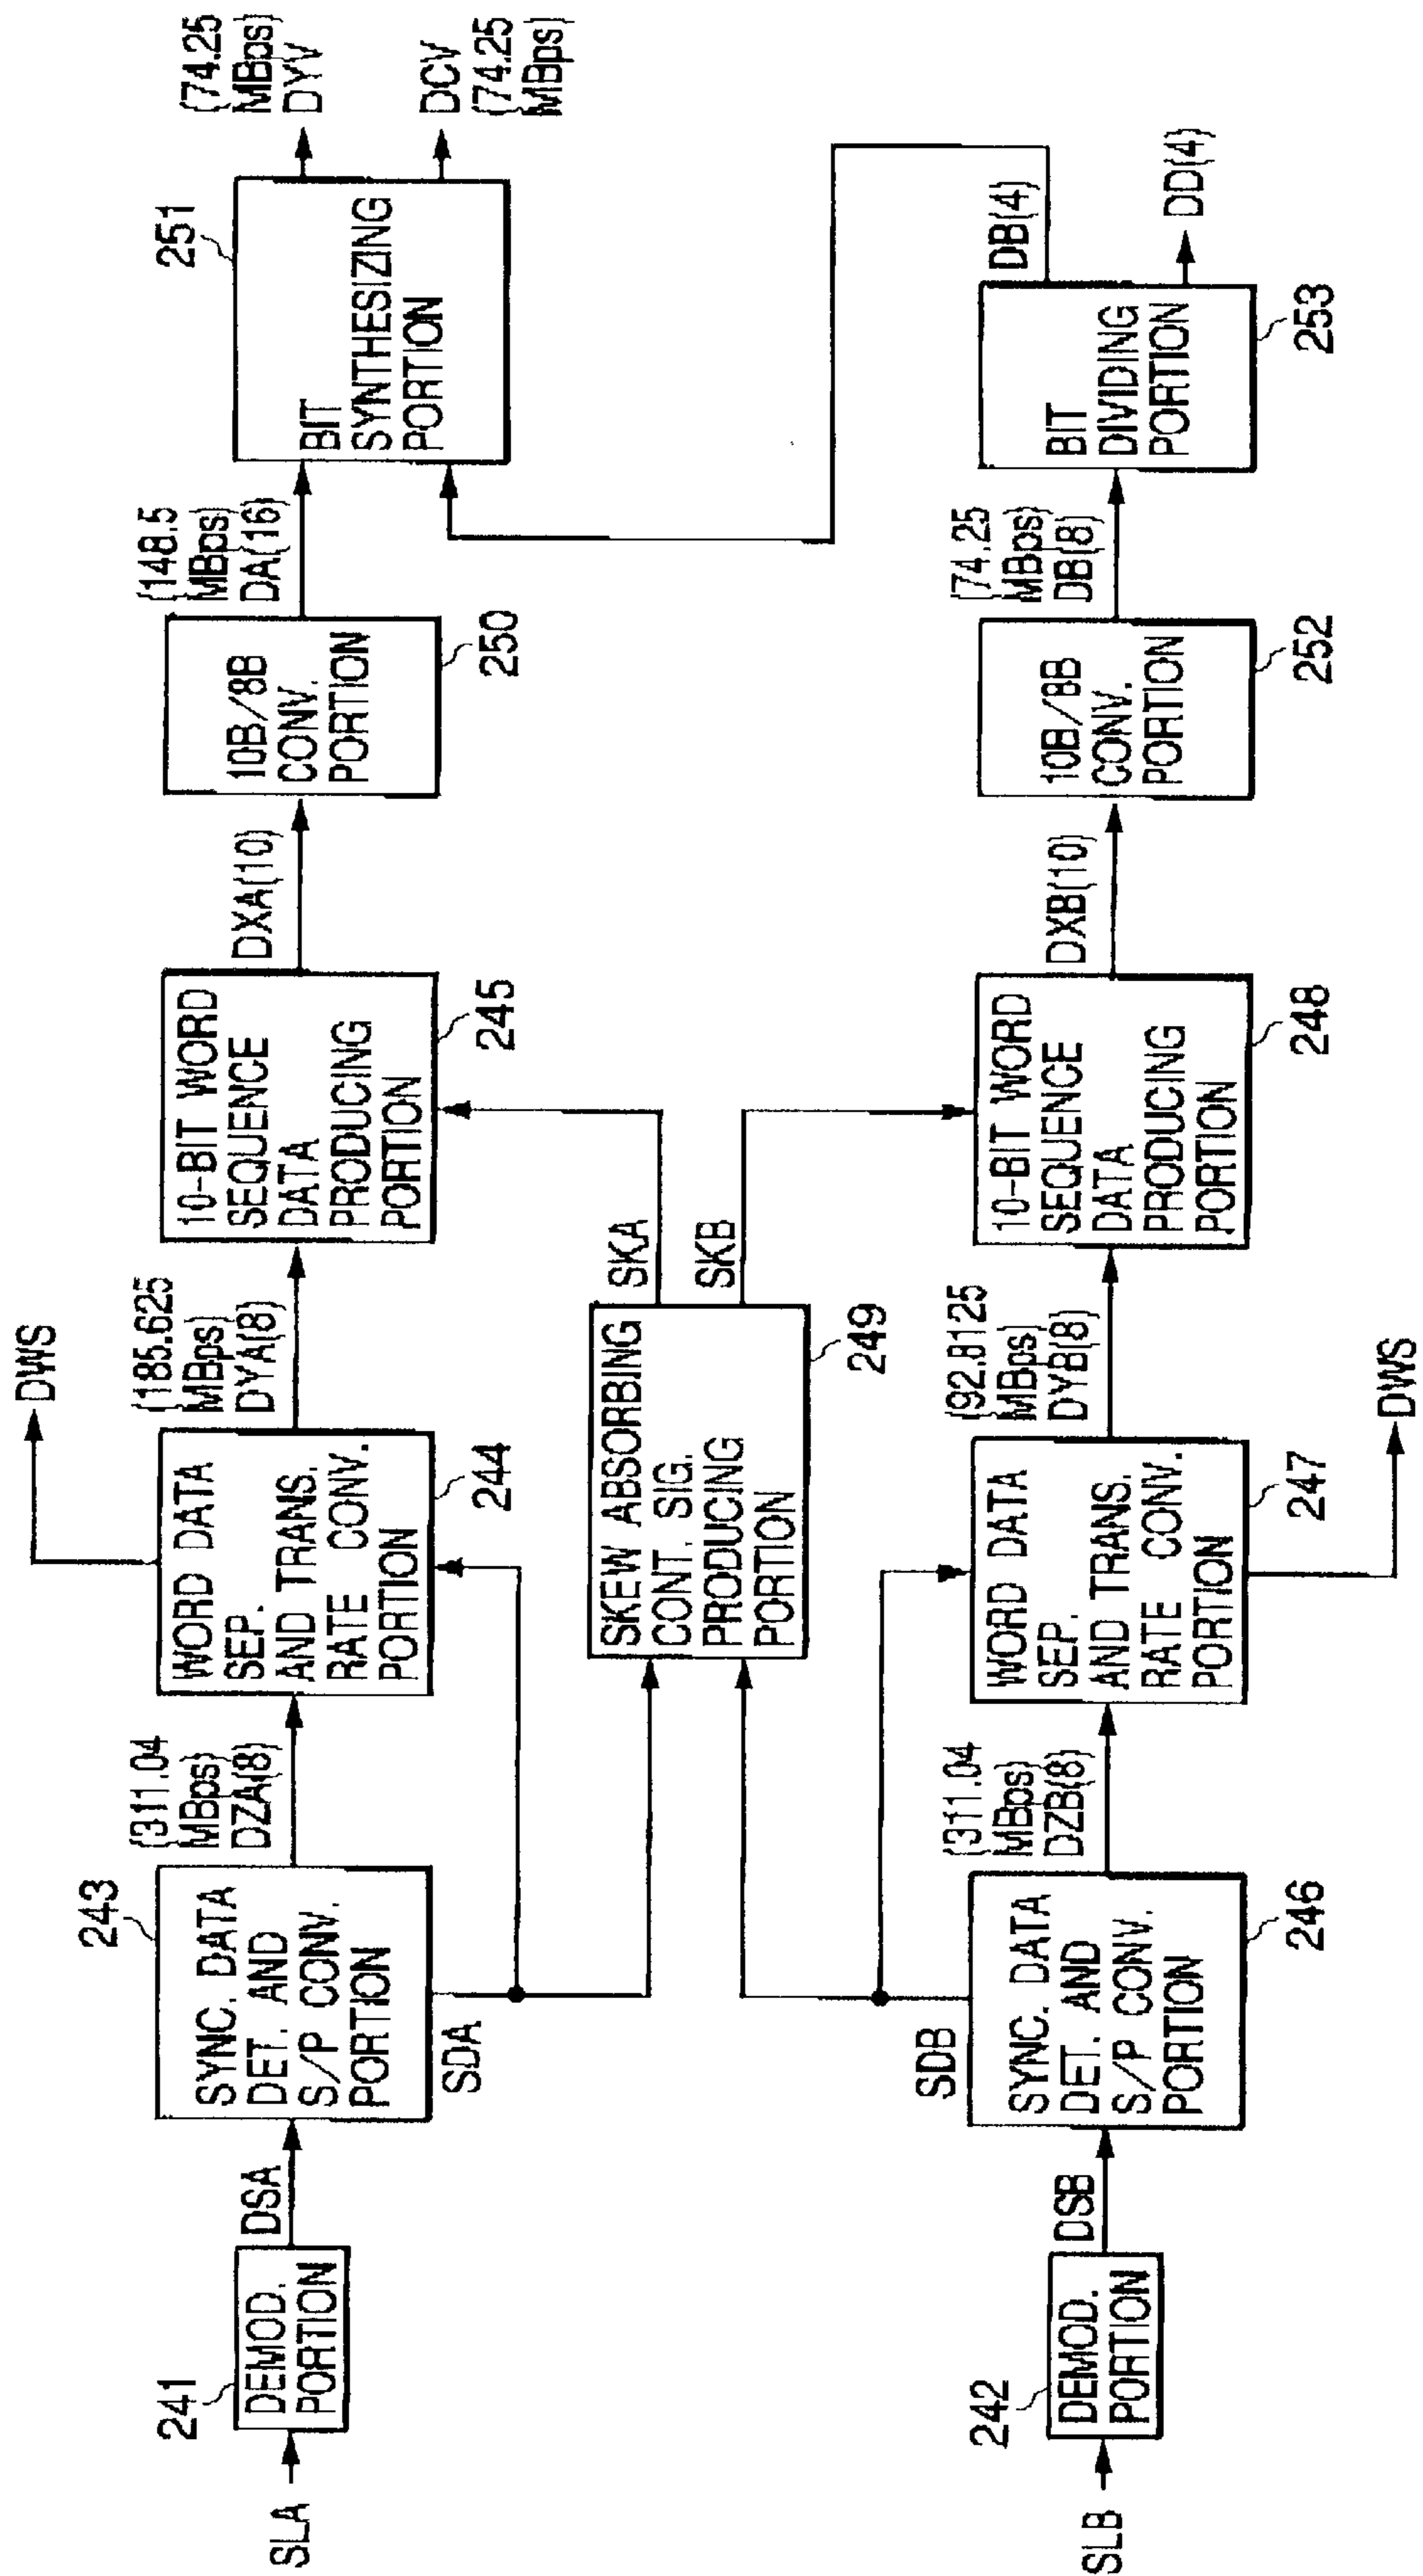 SLA
241
DEMOD.
PORTION
DSA
243
SYNC. DATA
DET. AND
S/P CONV.
PORTION
SDA
(311.04
MBps)
DZA(8)
WORD DATA
SEP.
AND TRANS.
RATE CONV.
PORTION
244
DWS
(185.625
MBps)
DYA(8)
10-BIT WORD
SEQUENCE
DATA
PRODUCING
PORTION
245
DXA(10)
10B/8B
CONV.
PORTION
250
(148.5
MBps)
DA(16)
251
BIT
SYNTHESIZING
PORTION
(74.25
MBps)
DYV
DCV
(74.25
MBps)
SKEW ABSORBING
CONT. SIG.
PRODUCING
PORTION
249
SKA
SKB
SLB
242
DEMOD.
PORTION
DSB
SDB
SYNC. DATA
DET. AND
S/P CONV.
PORTION
246
(311.04
MBps)
DZB(8)
WORD DATA
SEP.
AND TRANS.
RATE CONV.
PORTION
247
DWS
(92.8125
MBps)
DYB(8)
10-BIT WORD
SEQUENCE
DATA
PRODUCING
PORTION
248
DXB(10)
10B/8B
CONV.
PORTION
252
(74.25
MBps)
DB(8)
BIT
DIVIDING
PORTION
253
DB(4)
DD(4)